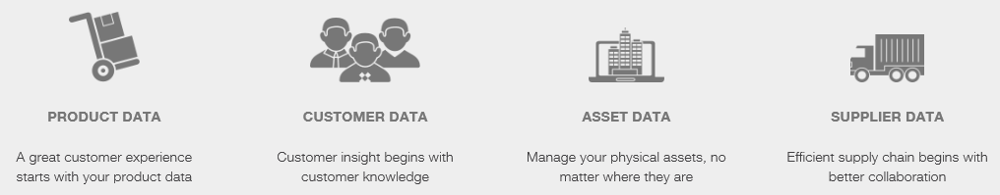 PRODUCT DATA
A great customer experience
starts with your product data
CUSTOMER DATA
Customer insight begins with
customer knowledge
ASSET DATA
Manage your physical assets, no
matter where they are
SUPPLIER DATA
Efficient supply chain begins with
better collaboration